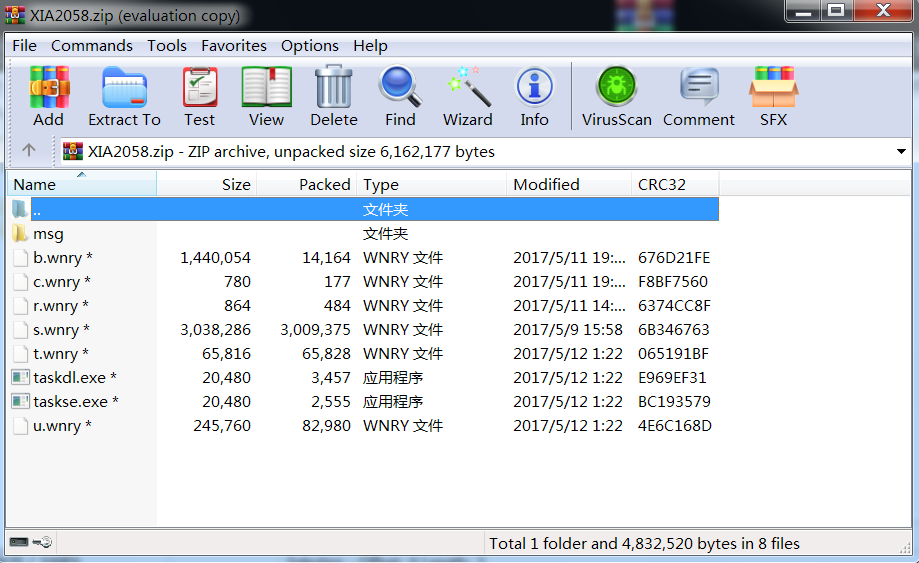 XIA2058.zip (evaluation copy)
File Commands Tools Favorites Options Help
Add Extract To Test View Delete Find Wizard Info VirusScan Comment SFX
XIA2058.zip - ZIP archive, unpacked size 6,162,177 bytes
Name Size Packed Type Modified CRC32
.. 文件夹
msg 文件夹
b.wnry * 1,440,054 14,164 WNRY 文件 2017/5/11 19:... 676D21FE
c.wnry * 780 177 WNRY 文件 2017/5/11 19:... F8BF7560
r.wnry * 864 484 WNRY 文件 2017/5/11 14:... 6374CC8F
s.wnry * 3,038,286 3,009,375 WNRY 文件 2017/5/9 15:58 6B346763
t.wnry * 65,816 65,828 WNRY 文件 2017/5/12 1:22 065191BF
taskdl.exe * 20,480 3,457 应用程序 2017/5/12 1:22 E969EF31
taskse.exe * 20,480 2,555 应用程序 2017/5/12 1:22 BC193579
u.wnry * 245,760 82,980 WNRY 文件 2017/5/12 1:22 4E6C168D
Total 1 folder and 4,832,520 bytes in 8 files